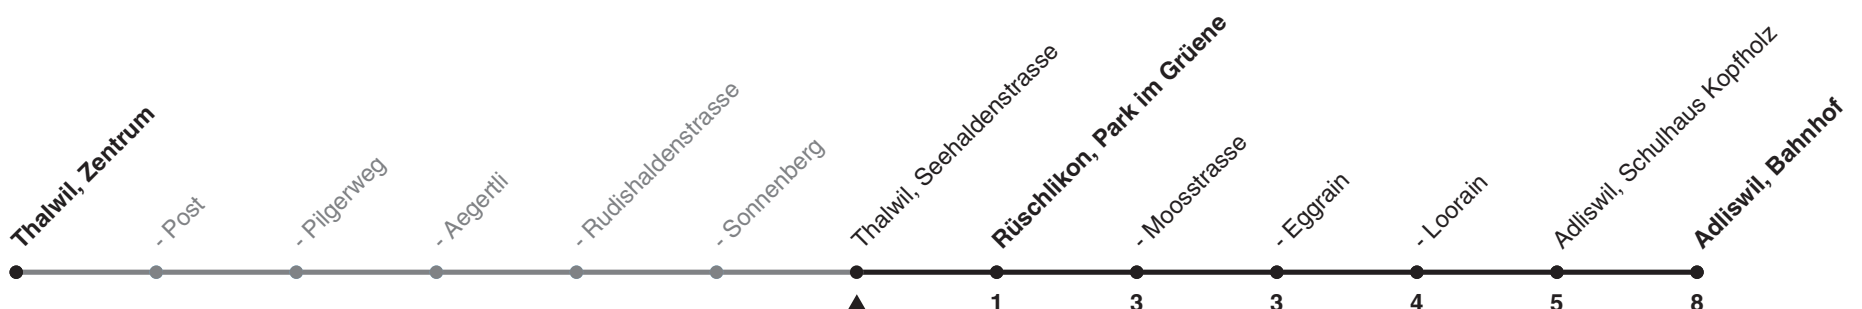 Thalwil, Zentrum
- Post
- Pilgerweg
- Aegertli
- Rudishaldenstrasse
- Sonnenberg
Thalwil, Seehaldenstrasse
Rüschlikon, Park im Grüene
- Moosstrasse
- Eggrain
- Loorain
Adliswil, Schulhaus Kopfholz
Adliswil, Bahnhof
1 3 3 4 5 8